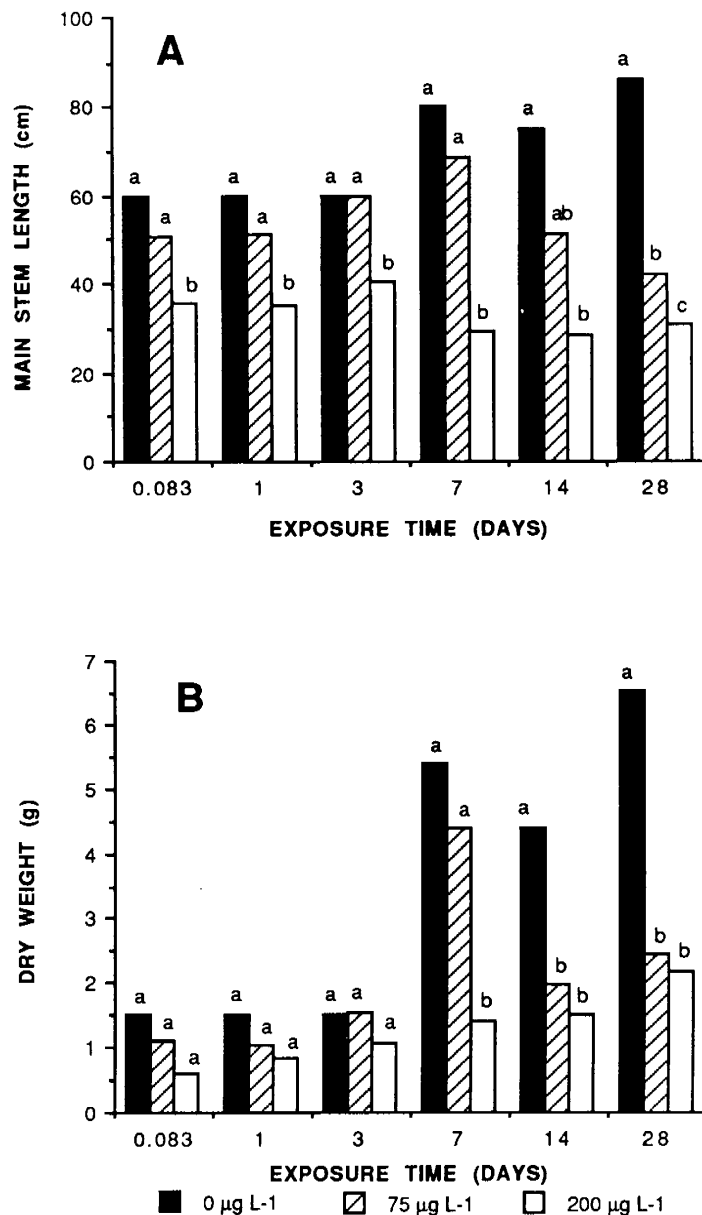 A
MAIN STEM LENGTH (cm)
100
80
60
40
20
0
a a b
a a b
a a b
a a b
a ab b
a b c
0.083 1 3 7 14 28
EXPOSURE TIME (DAYS)
B
DRY WEIGHT (g)
7
6
5
4
3
2
1
0
a a a
a a a
a a a
a a b
a b b
a b b
0.083 1 3 7 14 28
EXPOSURE TIME (DAYS)
0 µg L-1 75 µg L-1 200 µg L-1